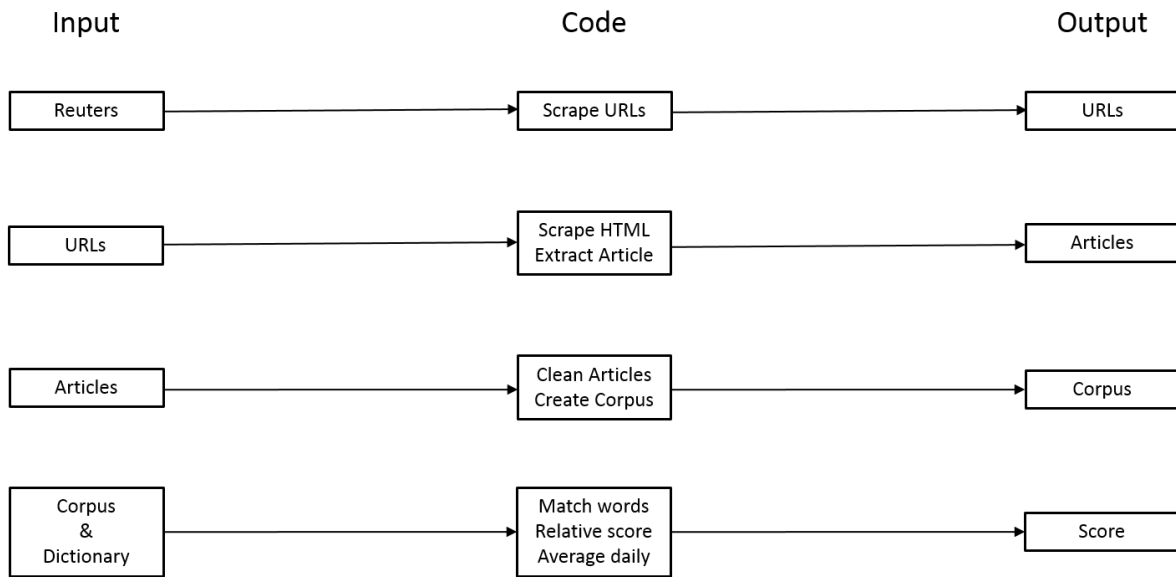 Input
Code
Output
Reuters
Scrape URLs
URLs
URLs
Scrape HTML
Extract Article
Articles
Articles
Clean Articles
Create Corpus
Corpus
Corpus
&
Dictionary
Match words
Relative score
Average daily
Score